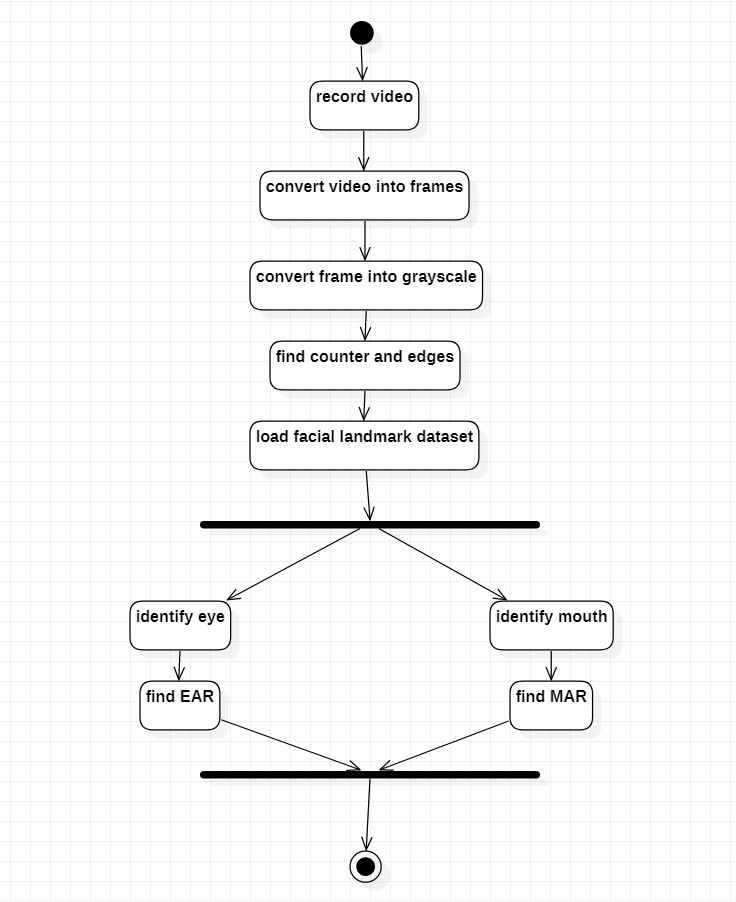 record video
convert video into frames
convert frame into grayscale
find counter and edges
load facial landmark dataset
identify eye
identify mouth
find EAR
find MAR